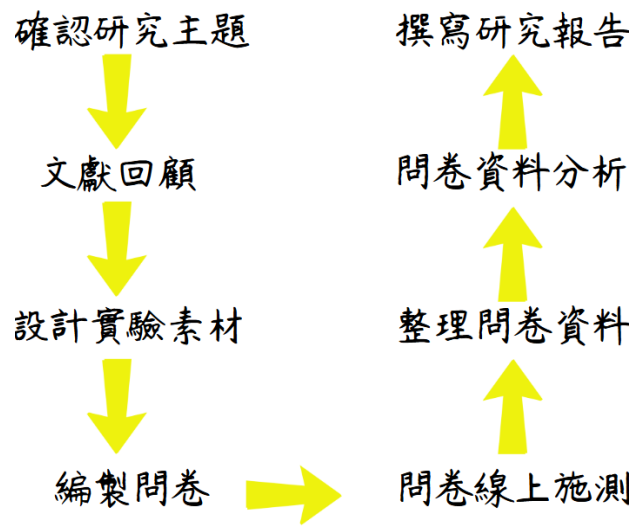 確認研究主題
文獻回顧
設計實驗素材
編製問卷
問卷線上施測
整理問卷資料
問卷資料分析
撰寫研究報告